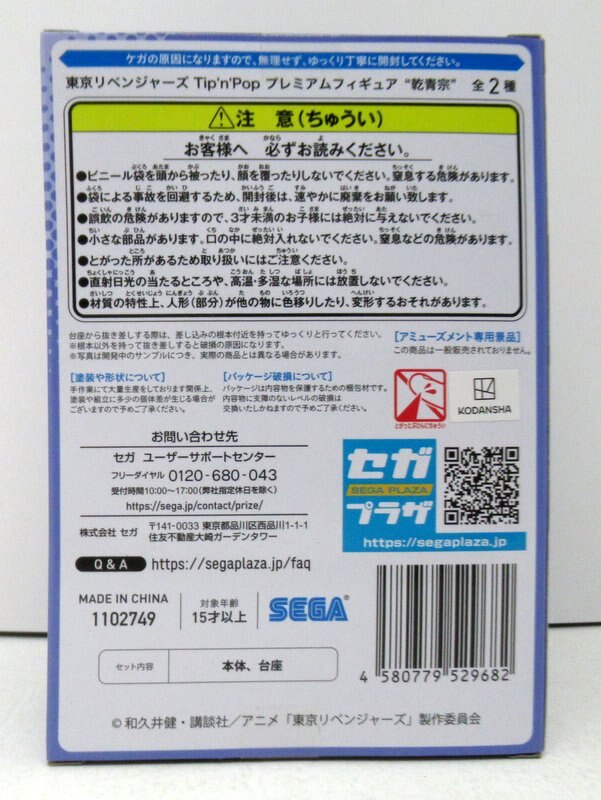 ケガの原因になりますので、無理せず、ゆっくり丁寧に開封してください。
東京リベンジャーズ Tip'n'Pop プレミアムフィギュア “乾青宗” 全2種
⚠注 意(ちゅうい)
お客様へ 必ずお読みください。
●ビニール袋を頭から被ったり、顔を覆ったりしないでください。窒息する危険があります。
●袋による事故を回避するため、開封後は、速やかに廃棄をお願い致します。
●誤飲の危険がありますので、3才未満のお子様には絶対に与えないでください。
●小さな部品があります。口の中に絶対入れないでください。窒息などの危険があります。
●とがった所があるため取り扱いにはご注意ください。
●直射日光の当たるところや、高温・多湿な場所には放置しないでください。
●材質の特性上、人形(部分)が他の物に色移りしたり、変形するおそれがあります。
台座から抜き差しする際は、差し込みの根本付近を持ってゆっくりと行ってください。
※根本以外を持って抜き差しすると破損の原因になります。
※写真は開発中のサンプルにつき、実際の商品とは異なる場合があります。
[アミューズメント専用景品]
この商品は一般販売されておりません。
[塗装や形状について]
手作業にて大量生産をしております関係上、
塗装や組立に多少の個体差が生じる場合が
ございますので予めご了承ください。
[パッケージ破損について]
パッケージは内容物を保護するための梱包材です。
内容物に支障のないレベルの破損は
交換いたしかねますので予めご了承ください。
とがったぶひんにちゅうい
KODANSHA
お問い合わせ先
セガ ユーザーサポートセンター
フリーダイヤル 0120-680-043
受付時間10:00〜17:00(弊社指定休日を除く)
https://sega.jp/contact/prize/
株式会社 セガ 〒141-0033 東京都品川区西品川1-1-1
住友不動産大崎ガーデンタワー
Q & A https://segaplaza.jp/faq
セガ
SEGA PLAZA
プラザ
https://segaplaza.jp/
MADE IN CHINA
1102749
対象年齢
15才以上
SEGA®
セット内容 本体、台座
4 580779 529682
©和久井健・講談社/アニメ「東京リベンジャーズ」製作委員会